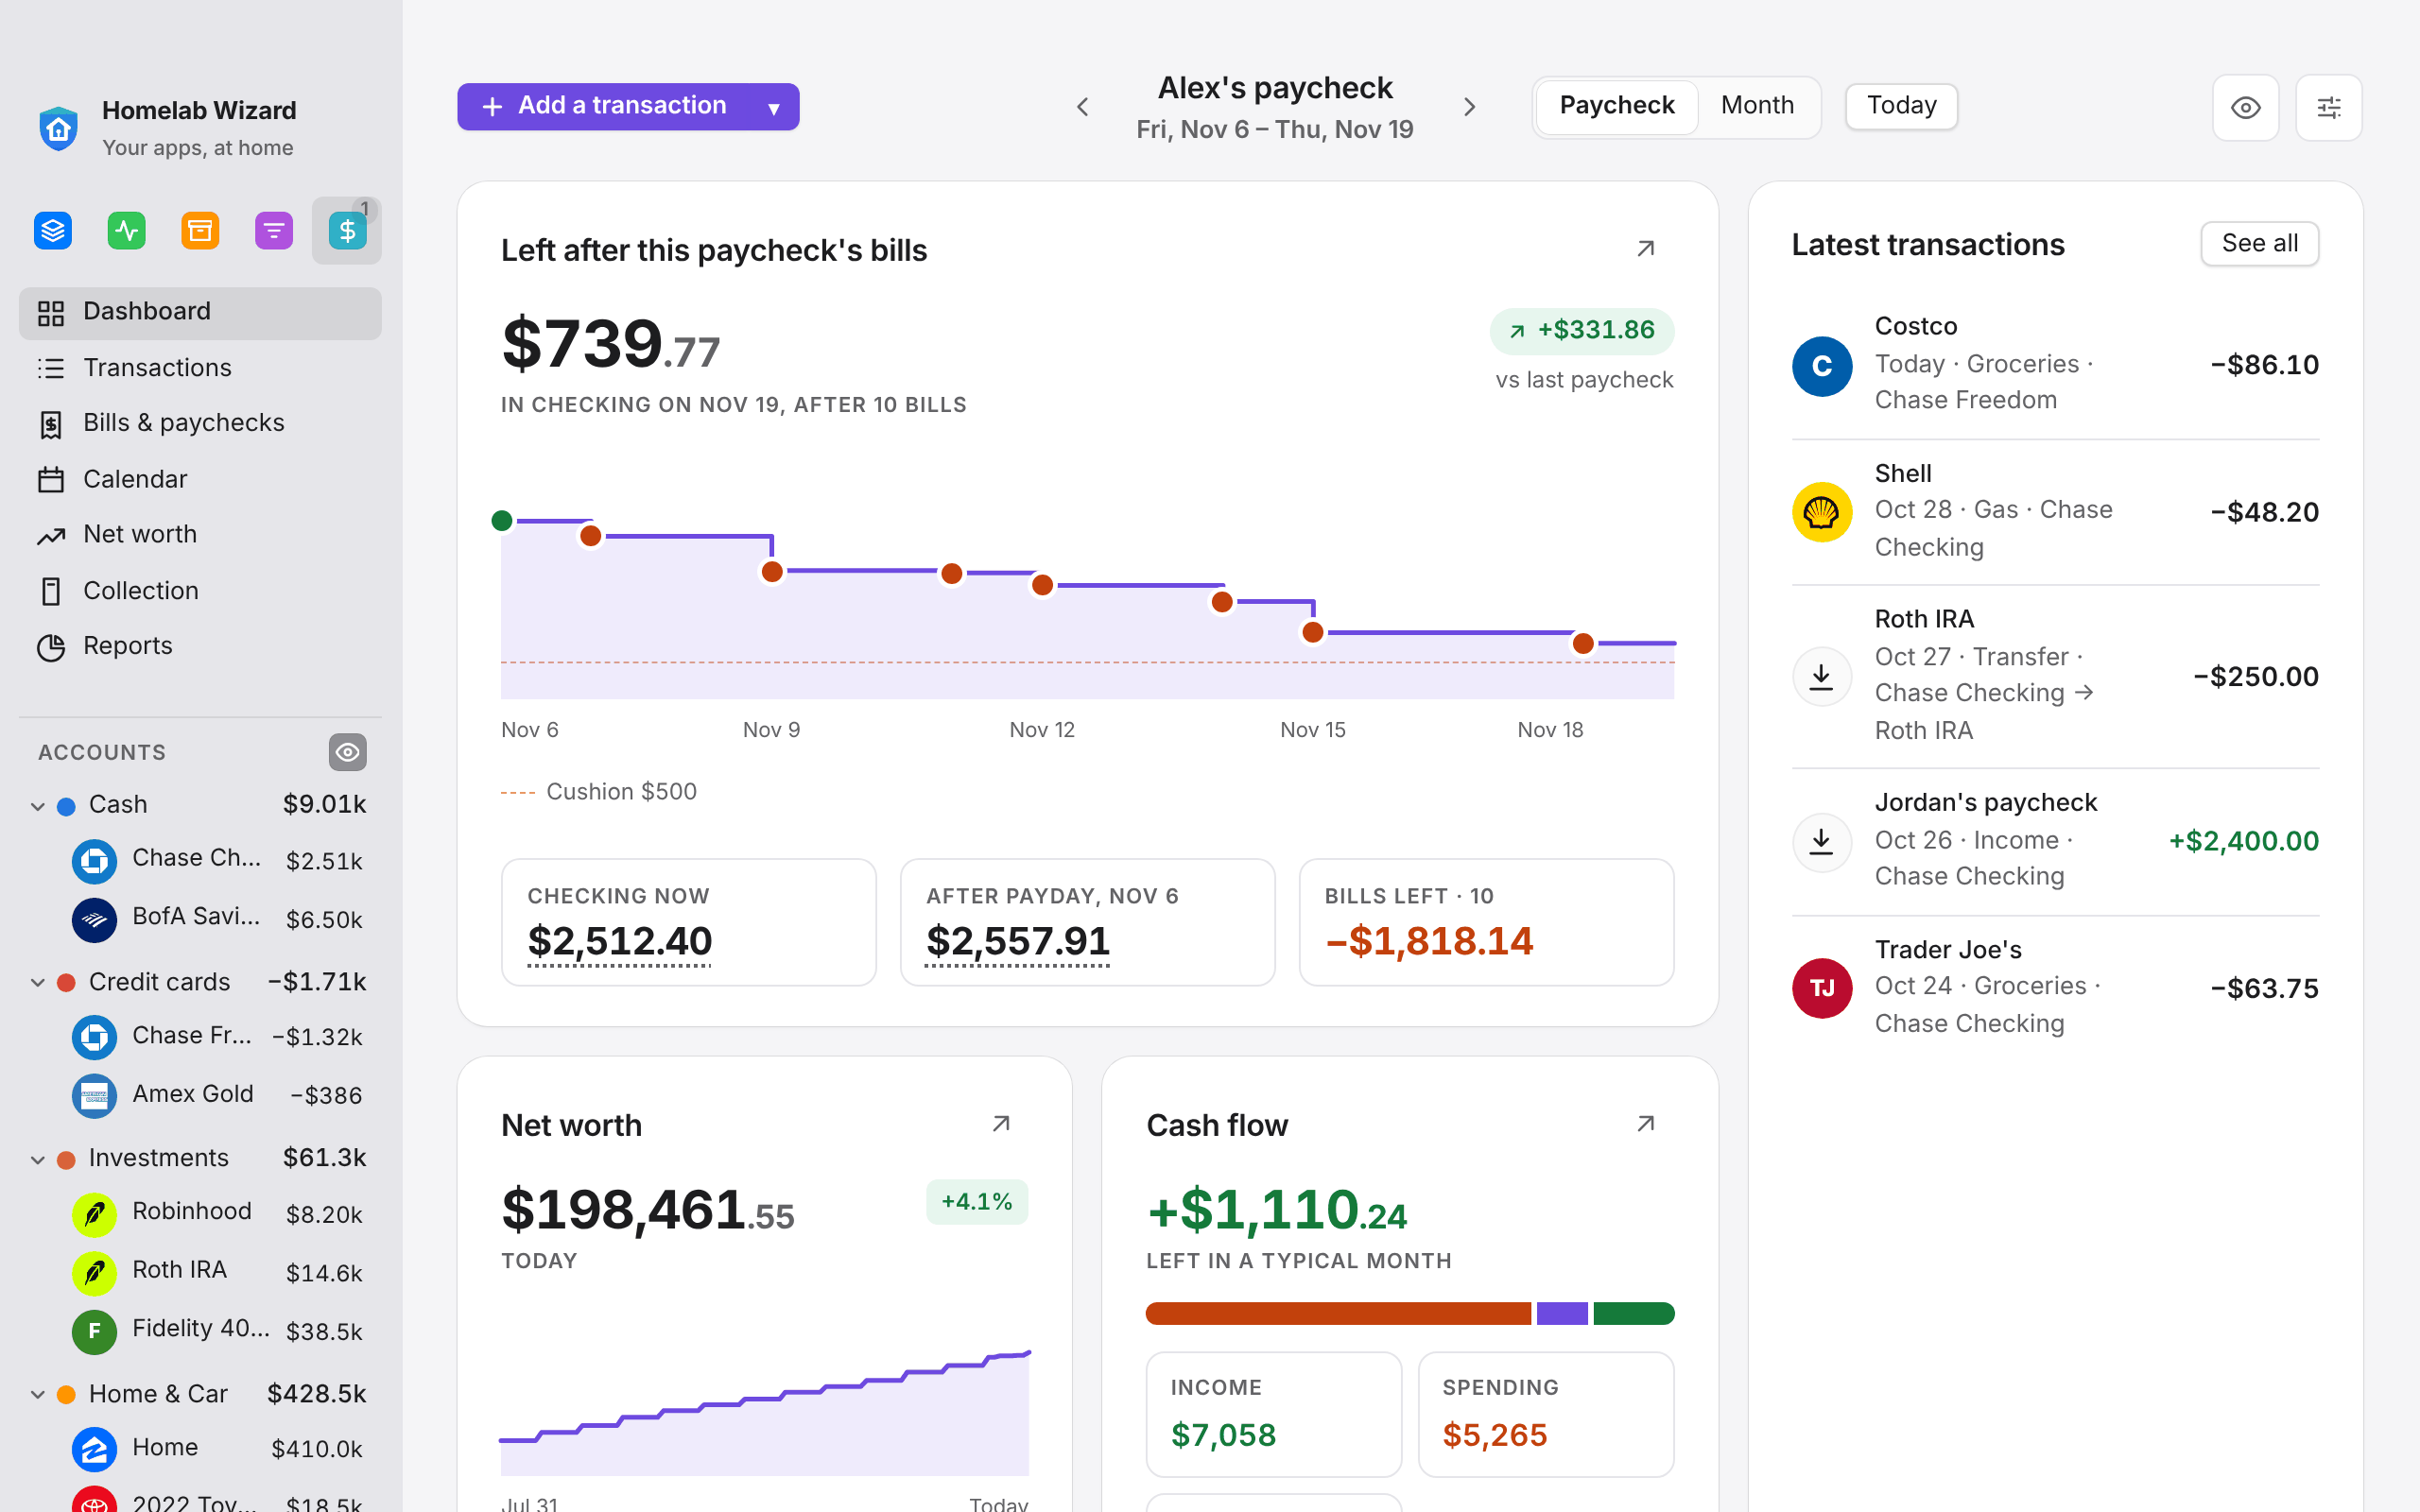 Homelab Wizard
Your apps, at home
1
Dashboard
Transactions
Bills & paychecks
Calendar
Net worth
Collection
Reports
ACCOUNTS
Cash $9.01k
Chase Ch... $2.51k
BofA Savi... $6.50k
Credit cards −$1.71k
Chase Fr... −$1.32k
Amex Gold −$386
Investments $61.3k
Robinhood $8.20k
Roth IRA $14.6k
F Fidelity 40... $38.5k
Home & Car $428.5k
Home $410.0k
2022 Toy... $18.5k
+ Add a transaction ▾
Alex's paycheck
Fri, Nov 6 – Thu, Nov 19
Paycheck Month Today
Left after this paycheck's bills
$739.77
IN CHECKING ON NOV 19, AFTER 10 BILLS
+$331.86
vs last paycheck
Nov 6 Nov 9 Nov 12 Nov 15 Nov 18
Cushion $500
CHECKING NOW
$2,512.40
AFTER PAYDAY, NOV 6
$2,557.91
BILLS LEFT · 10
−$1,818.14
Net worth
$198,461.55
+4.1%
TODAY
Jul 31 Today
Cash flow
+$1,110.24
LEFT IN A TYPICAL MONTH
INCOME
$7,058
SPENDING
$5,265
Latest transactions See all
C
Costco
Today · Groceries ·
Chase Freedom
−$86.10
Shell
Oct 28 · Gas · Chase
Checking
−$48.20
Roth IRA
Oct 27 · Transfer ·
Chase Checking →
Roth IRA
−$250.00
Jordan's paycheck
Oct 26 · Income ·
Chase Checking
+$2,400.00
TJ
Trader Joe's
Oct 24 · Groceries ·
Chase Checking
−$63.75